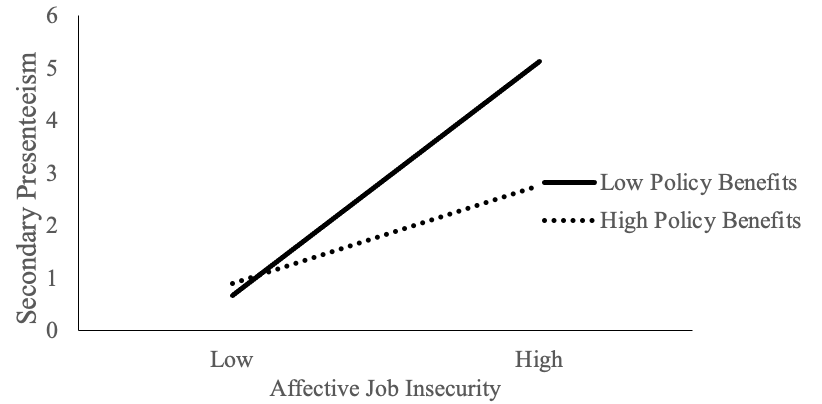 6
5
4
3
2
1
0
Secondary Presenteeism
Low Policy Benefits
High Policy Benefits
Low High
Affective Job Insecurity